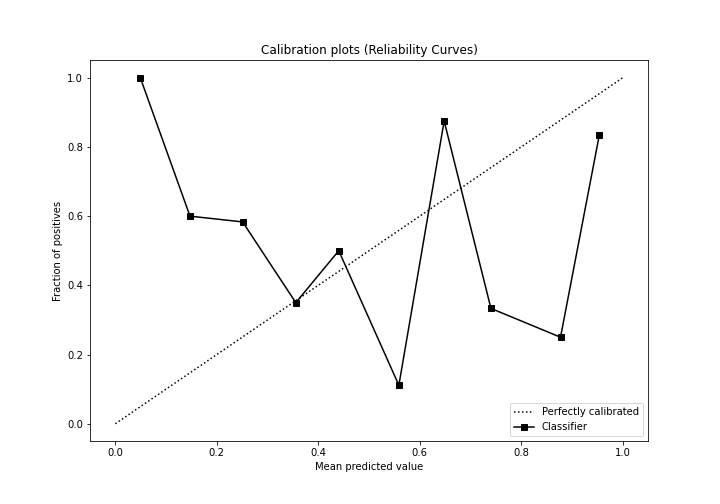 Calibration plots (Reliability Curves)
1.0
0.8
0.6
0.4
0.2
0.0
Fraction of positives
Perfectly calibrated
Classifier
0.0 0.2 0.4 0.6 0.8 1.0
Mean predicted value